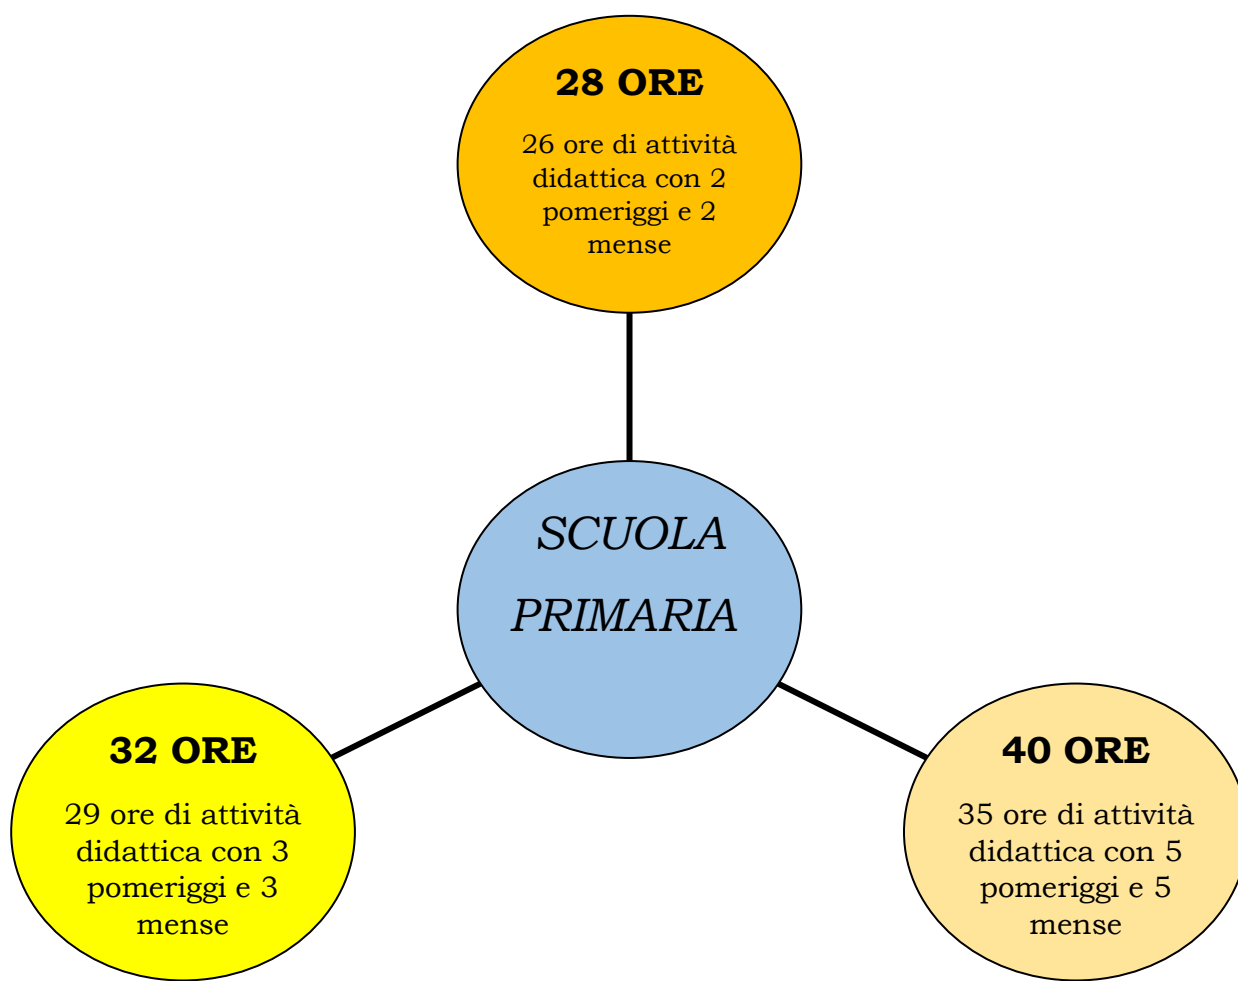 28 ORE
26 ore di attività
didattica con 2
pomeriggi e 2
mense
SCUOLA
PRIMARIA
32 ORE
29 ore di attività
didattica con 3
pomeriggi e 3
mense
40 ORE
35 ore di attività
didattica con 5
pomeriggi e 5
mense